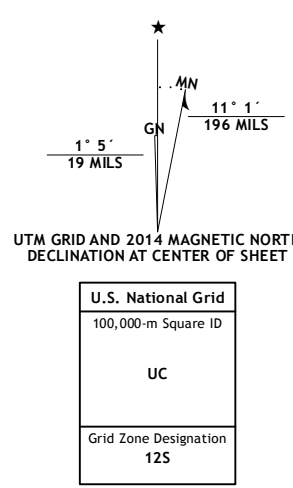 ★
MN
GN
11° 1´
196 MILS
1° 5´
19 MILS
UTM GRID AND 2014 MAGNETIC NORTH
DECLINATION AT CENTER OF SHEET
U.S. National Grid
100,000-m Square ID
UC
Grid Zone Designation
12S